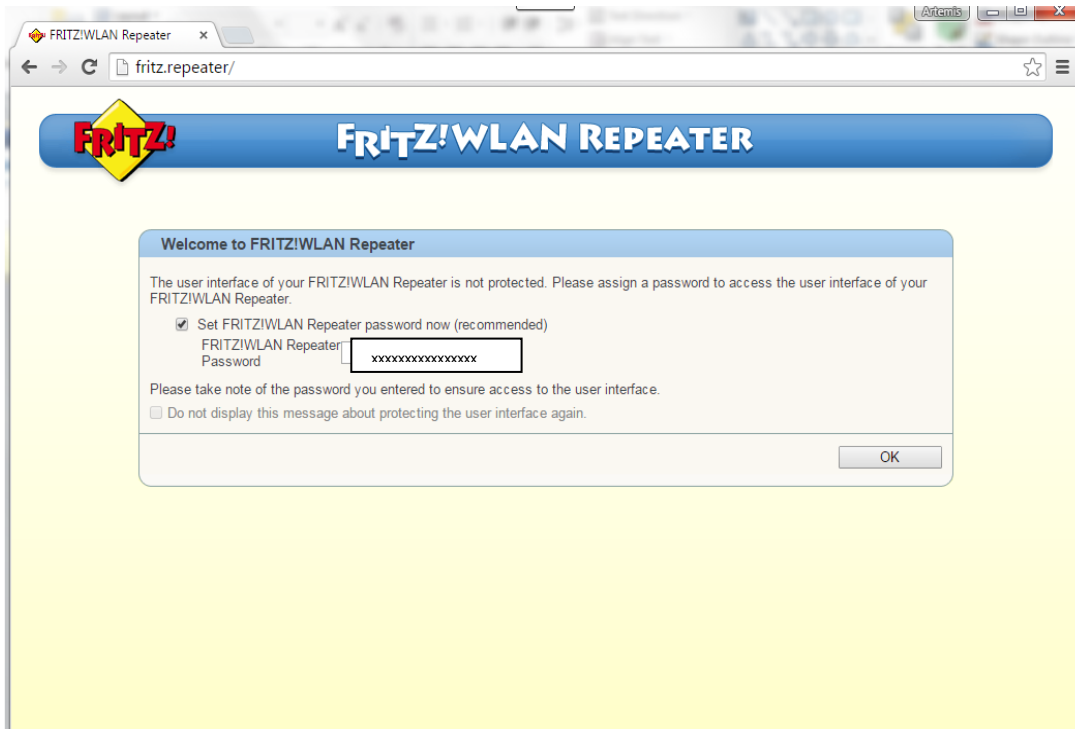 Artemis
FRITZ!WLAN Repeater
fritz.repeater/
FRITZ!
FRITZ!WLAN REPEATER
Welcome to FRITZ!WLAN Repeater
The user interface of your FRITZ!WLAN Repeater is not protected. Please assign a password to access the user interface of your
FRITZ!WLAN Repeater.
Set FRITZ!WLAN Repeater password now (recommended)
FRITZ!WLAN Repeater
Password
xxxxxxxxxxxxxxxx
Please take note of the password you entered to ensure access to the user interface.
Do not display this message about protecting the user interface again.
OK